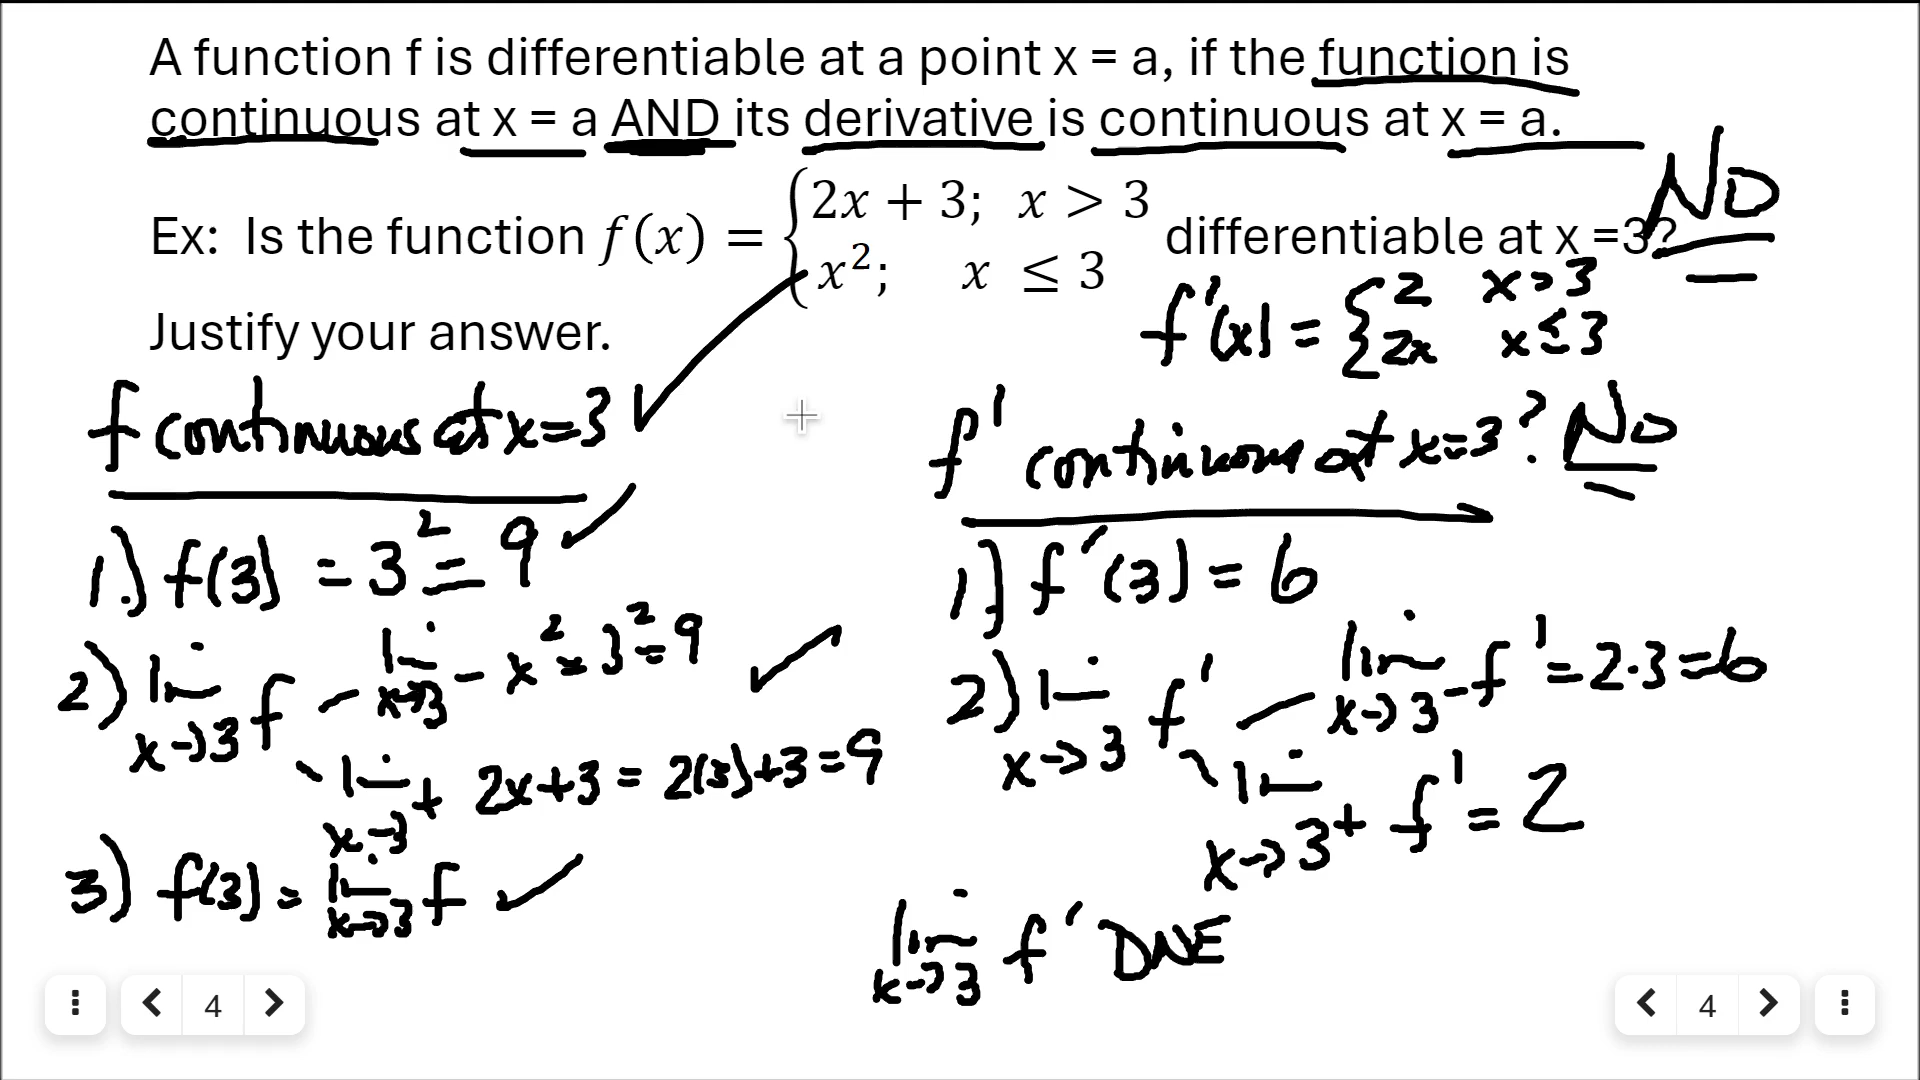 A function f is differentiable at a point x = a, if the function is
continuous at x = a AND its derivative is continuous at x = a.
NO
Ex: Is the function f(x) = {2x + 3; x > 3
x²; x ≤ 3 differentiable at x =3?
Justify your answer.
f'(x) = {2 x>3
2x x≤3
f continuous at x=3 ✓
1.) f(3) = 3² = 9 ✓
2) lim x→3 f
lim x→3 - x² = 3² = 9 ✓
lim x→3 + 2x+3 = 2(3)+3 = 9
3) f(3) = lim x→3 f ✓
f' continuous at x=3? NO
1.) f'(3) = 6
2) lim x→3 f'
lim x→3 - f' = 2·3 = 6
lim x→3 + f' = 2
lim x→3 f' DNE
4
4